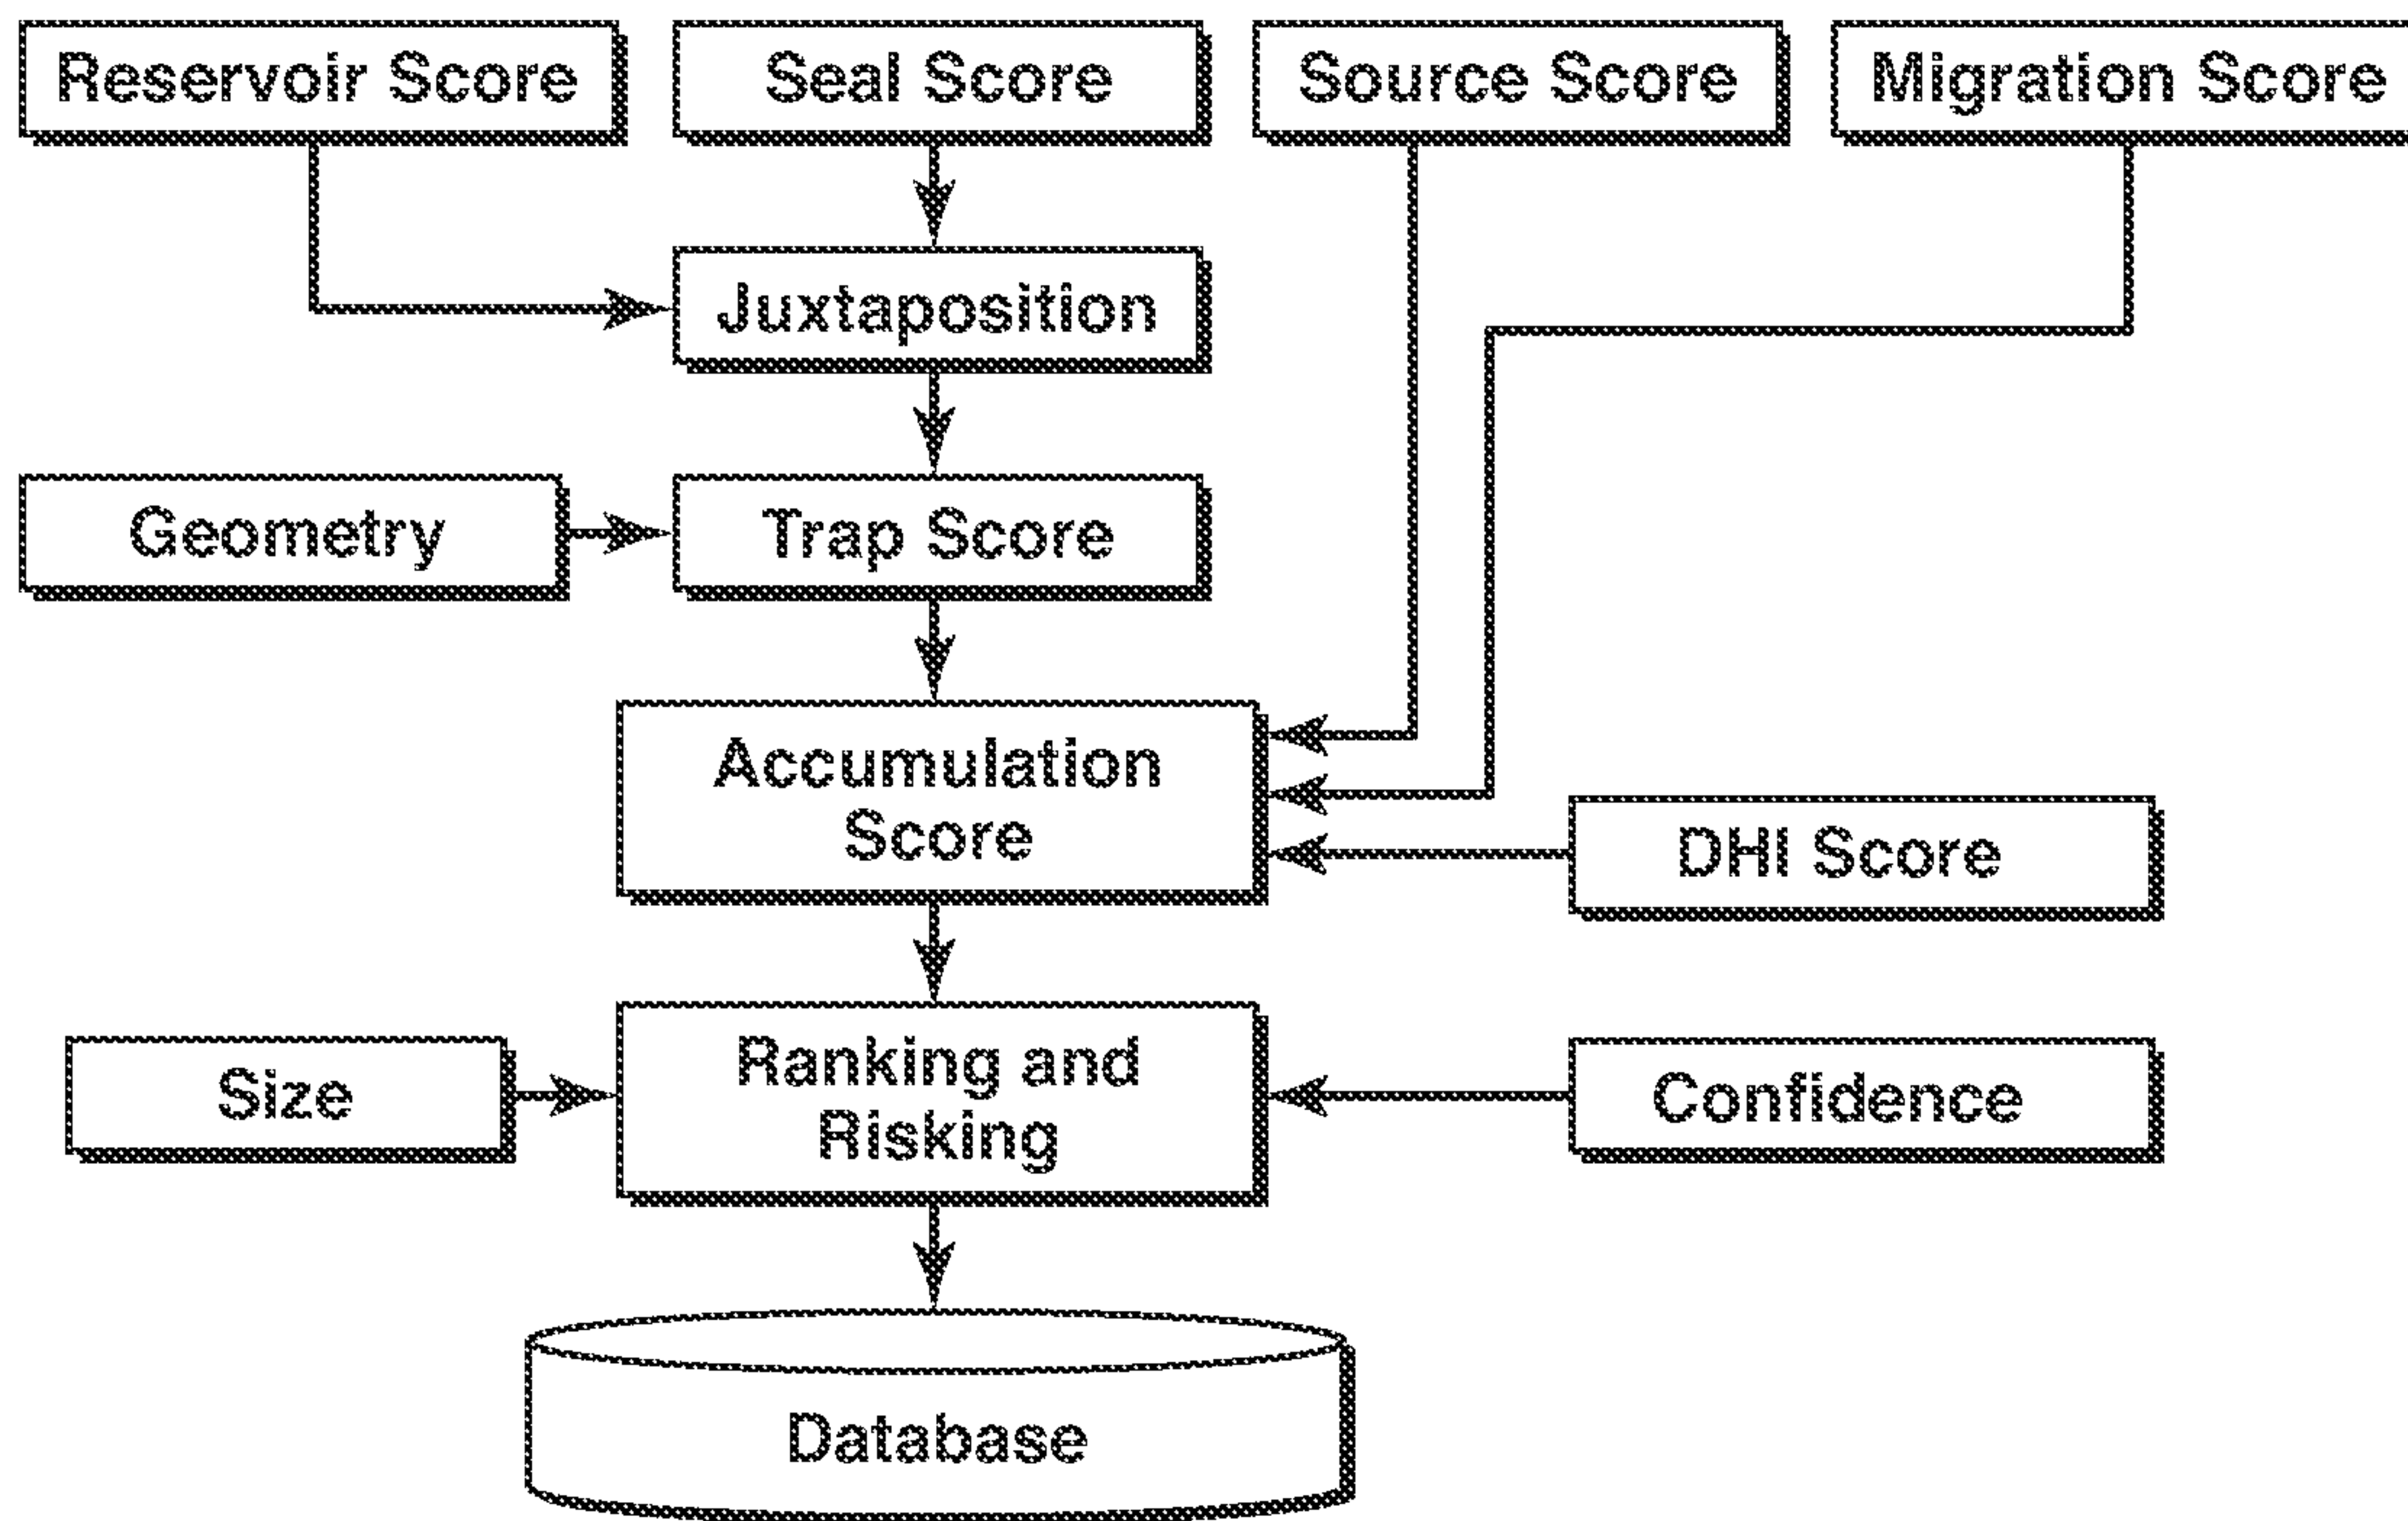 Reservoir Score
Seal Score
Source Score
Migration Score
Juxtaposition
Geometry
Trap Score
Accumulation
Score
DHI Score
Size
Ranking and
Risking
Confidence
Database